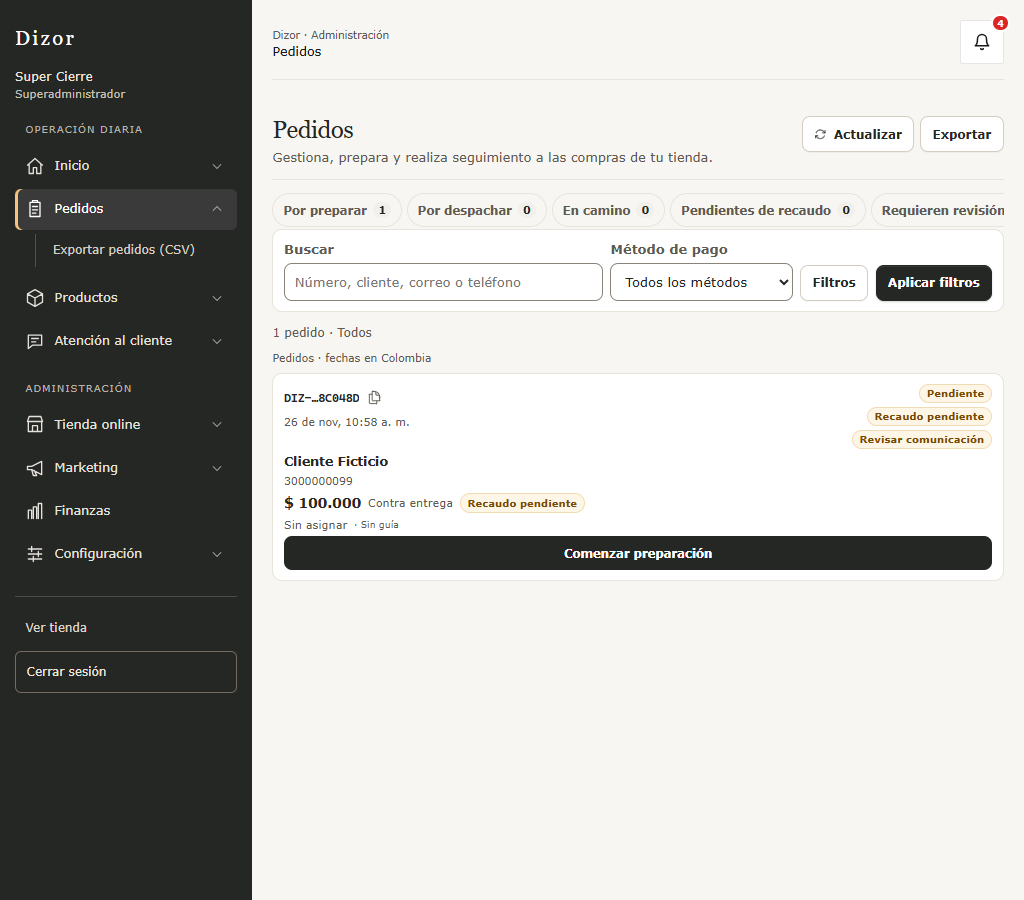 Dizor
Super Cierre
Superadministrador
OPERACIÓN DIARIA
Inicio
Pedidos
Exportar pedidos (CSV)
Productos
Atención al cliente
ADMINISTRACIÓN
Tienda online
Marketing
Finanzas
Configuración
Ver tienda
Cerrar sesión
Dizor · Administración
Pedidos
4
Pedidos
Gestiona, prepara y realiza seguimiento a las compras de tu tienda.
Actualizar
Exportar
Por preparar 1
Por despachar 0
En camino 0
Pendientes de recaudo 0
Requieren revisión
Buscar
Número, cliente, correo o teléfono
Método de pago
Todos los métodos
Filtros
Aplicar filtros
1 pedido · Todos
Pedidos · fechas en Colombia
DIZ-…8C048D
26 de nov, 10:58 a. m.
Pendiente
Recaudo pendiente
Revisar comunicación
Cliente Ficticio
3000000099
$ 100.000 Contra entrega Recaudo pendiente
Sin asignar · Sin guía
Comenzar preparación